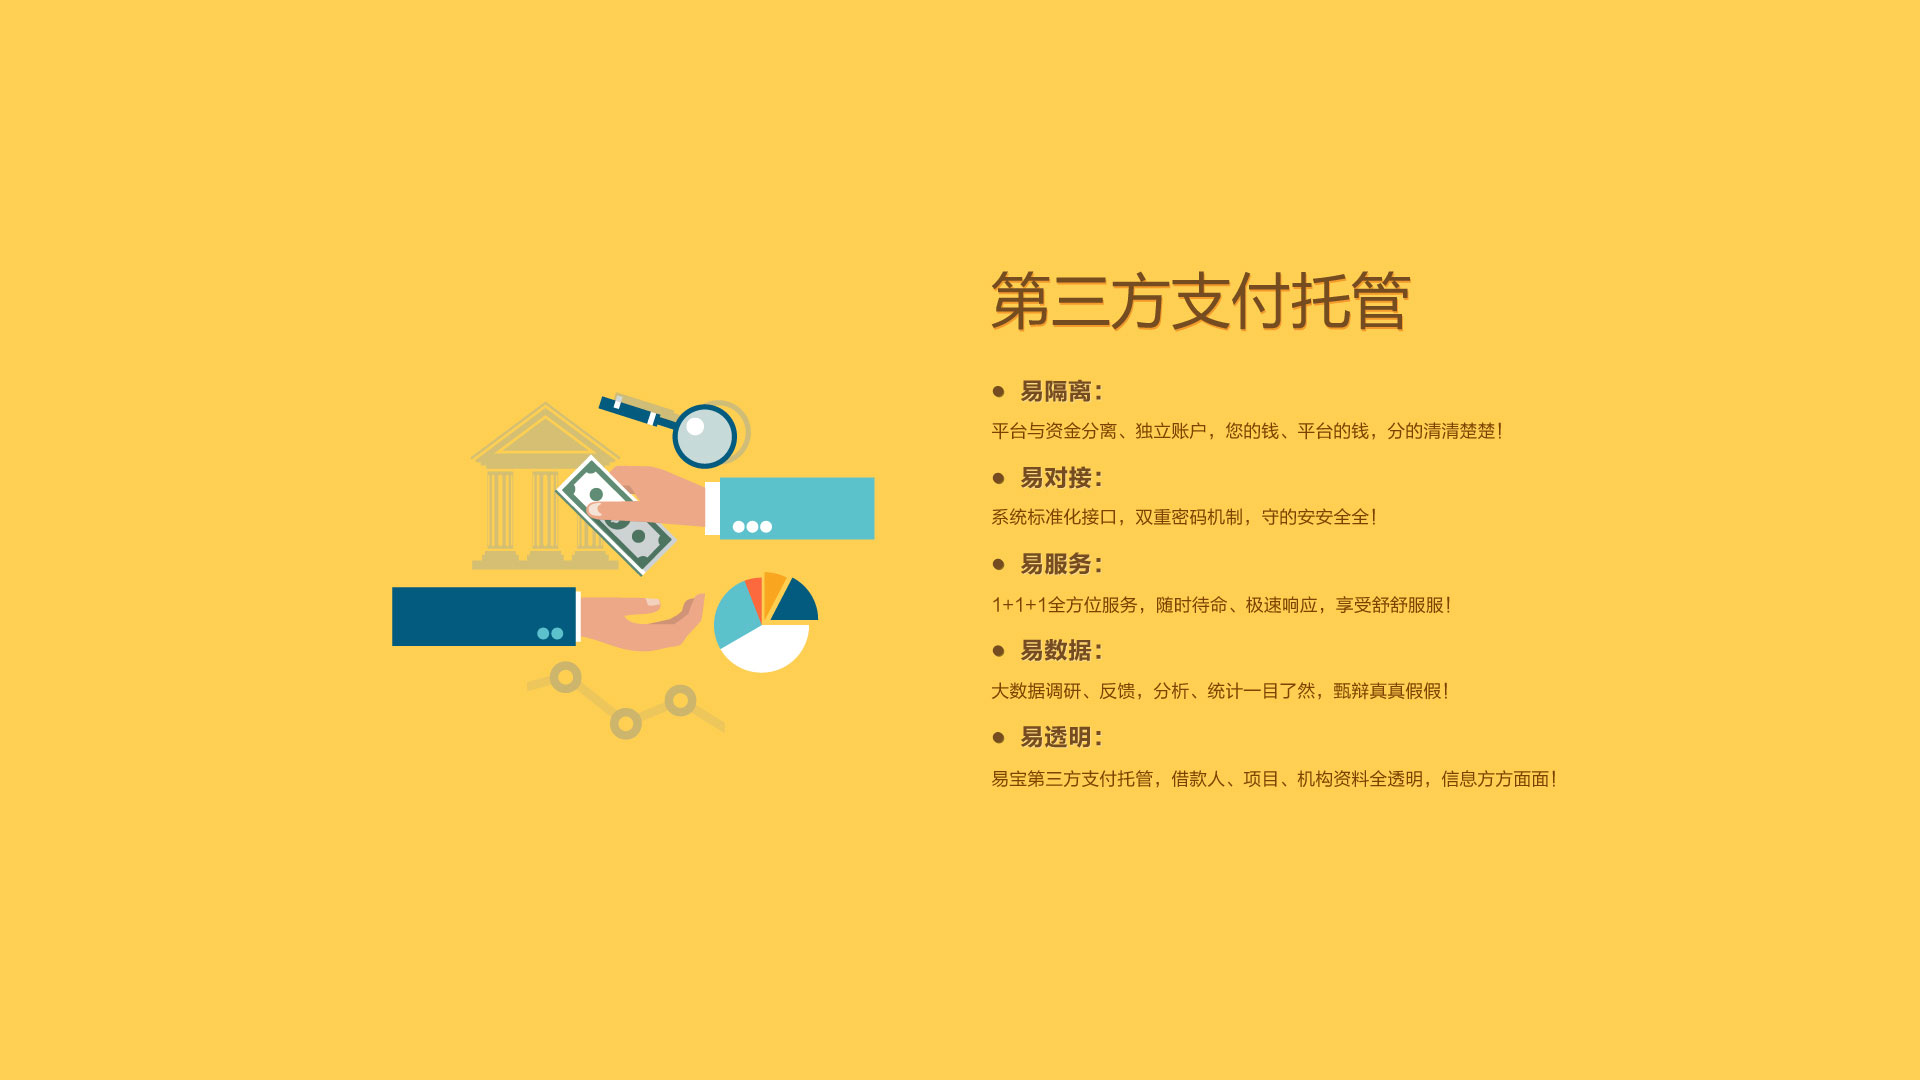 第三方支付托管
● 易隔离：
平台与资金分离、独立账户，您的钱、平台的钱，分的清清楚楚！
● 易对接：
系统标准化接口，双重密码机制，守的安安全全！
● 易服务：
1+1+1全方位服务，随时待命、极速响应，享受舒舒服服！
● 易数据：
大数据调研、反馈，分析、统计一目了然，甄辩真真假假！
● 易透明：
易宝第三方支付托管，借款人、项目、机构资料全透明，信息方方面面！